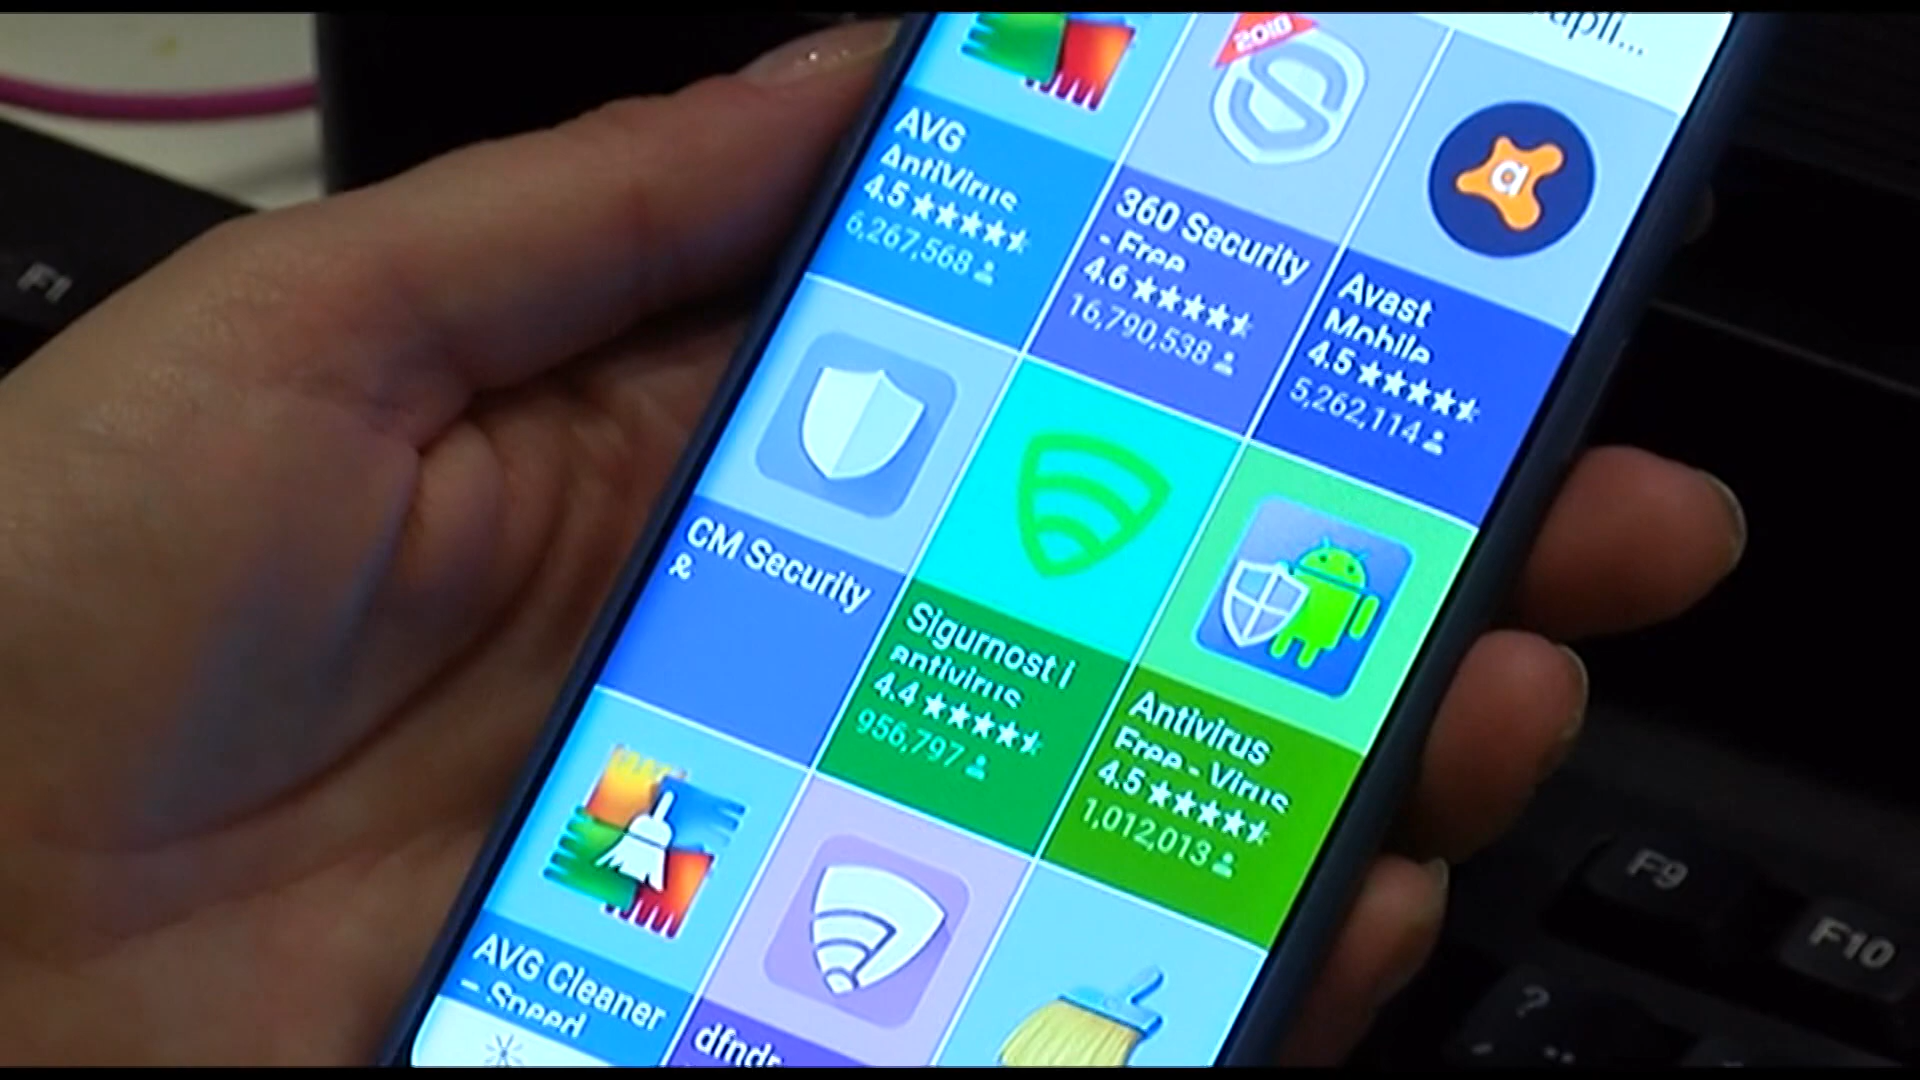 apli...
2018
AVG
AntiVirus
4.5
6,267,568
360 Security
- Free
4.6
16,790,538
a
Avast
Mobile
4.5
5,262,114
CM Security
&
Sigurnost i
antivirus
4.4
956,797
Antivirus
Free - Virus
4.5
1,012,013
AVG Cleaner
- Speed
dfndr
F1
F9
F10
?